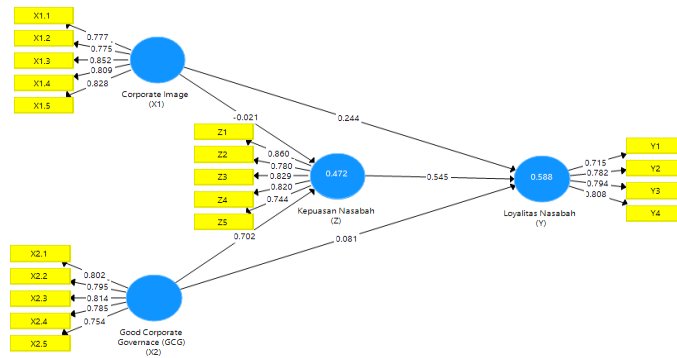 X1.1
X1.2
X1.3
X1.4
X1.5
0.777
0.775
0.852
0.809
0.828
Corporate Image
(X1)
-0.021
0.244
Z1
Z2
Z3
Z4
Z5
0.860
0.780
0.829
0.820
0.744
0.472
Kepuasan Nasabah
(Z)
0.545
0.588
Loyalitas Nasabah
(Y)
0.715
0.782
0.794
0.808
Y1
Y2
Y3
Y4
0.702
0.081
X2.1
X2.2
X2.3
X2.4
X2.5
0.802
0.795
0.814
0.785
0.754
Good Corporate
Governace (GCG)
(X2)